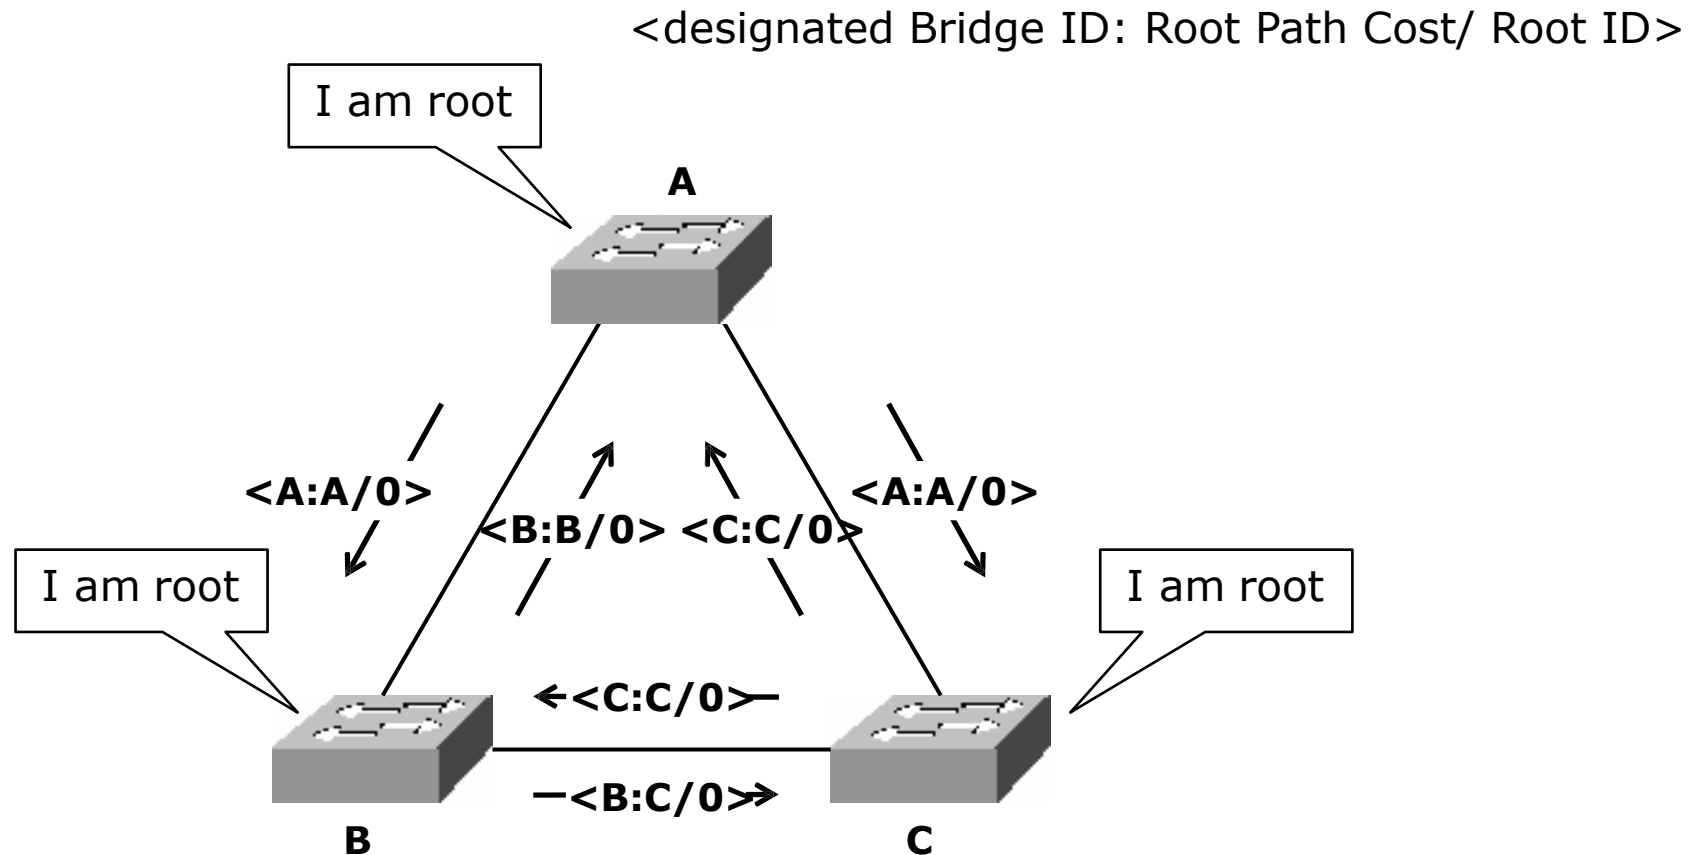 <designated Bridge ID: Root Path Cost/ Root ID>
I am root
A
<A:A/0>
<B:B/0>
<C:C/0>
<A:A/0>
I am root
I am root
<C:C/0>
<B:C/0>
B
C